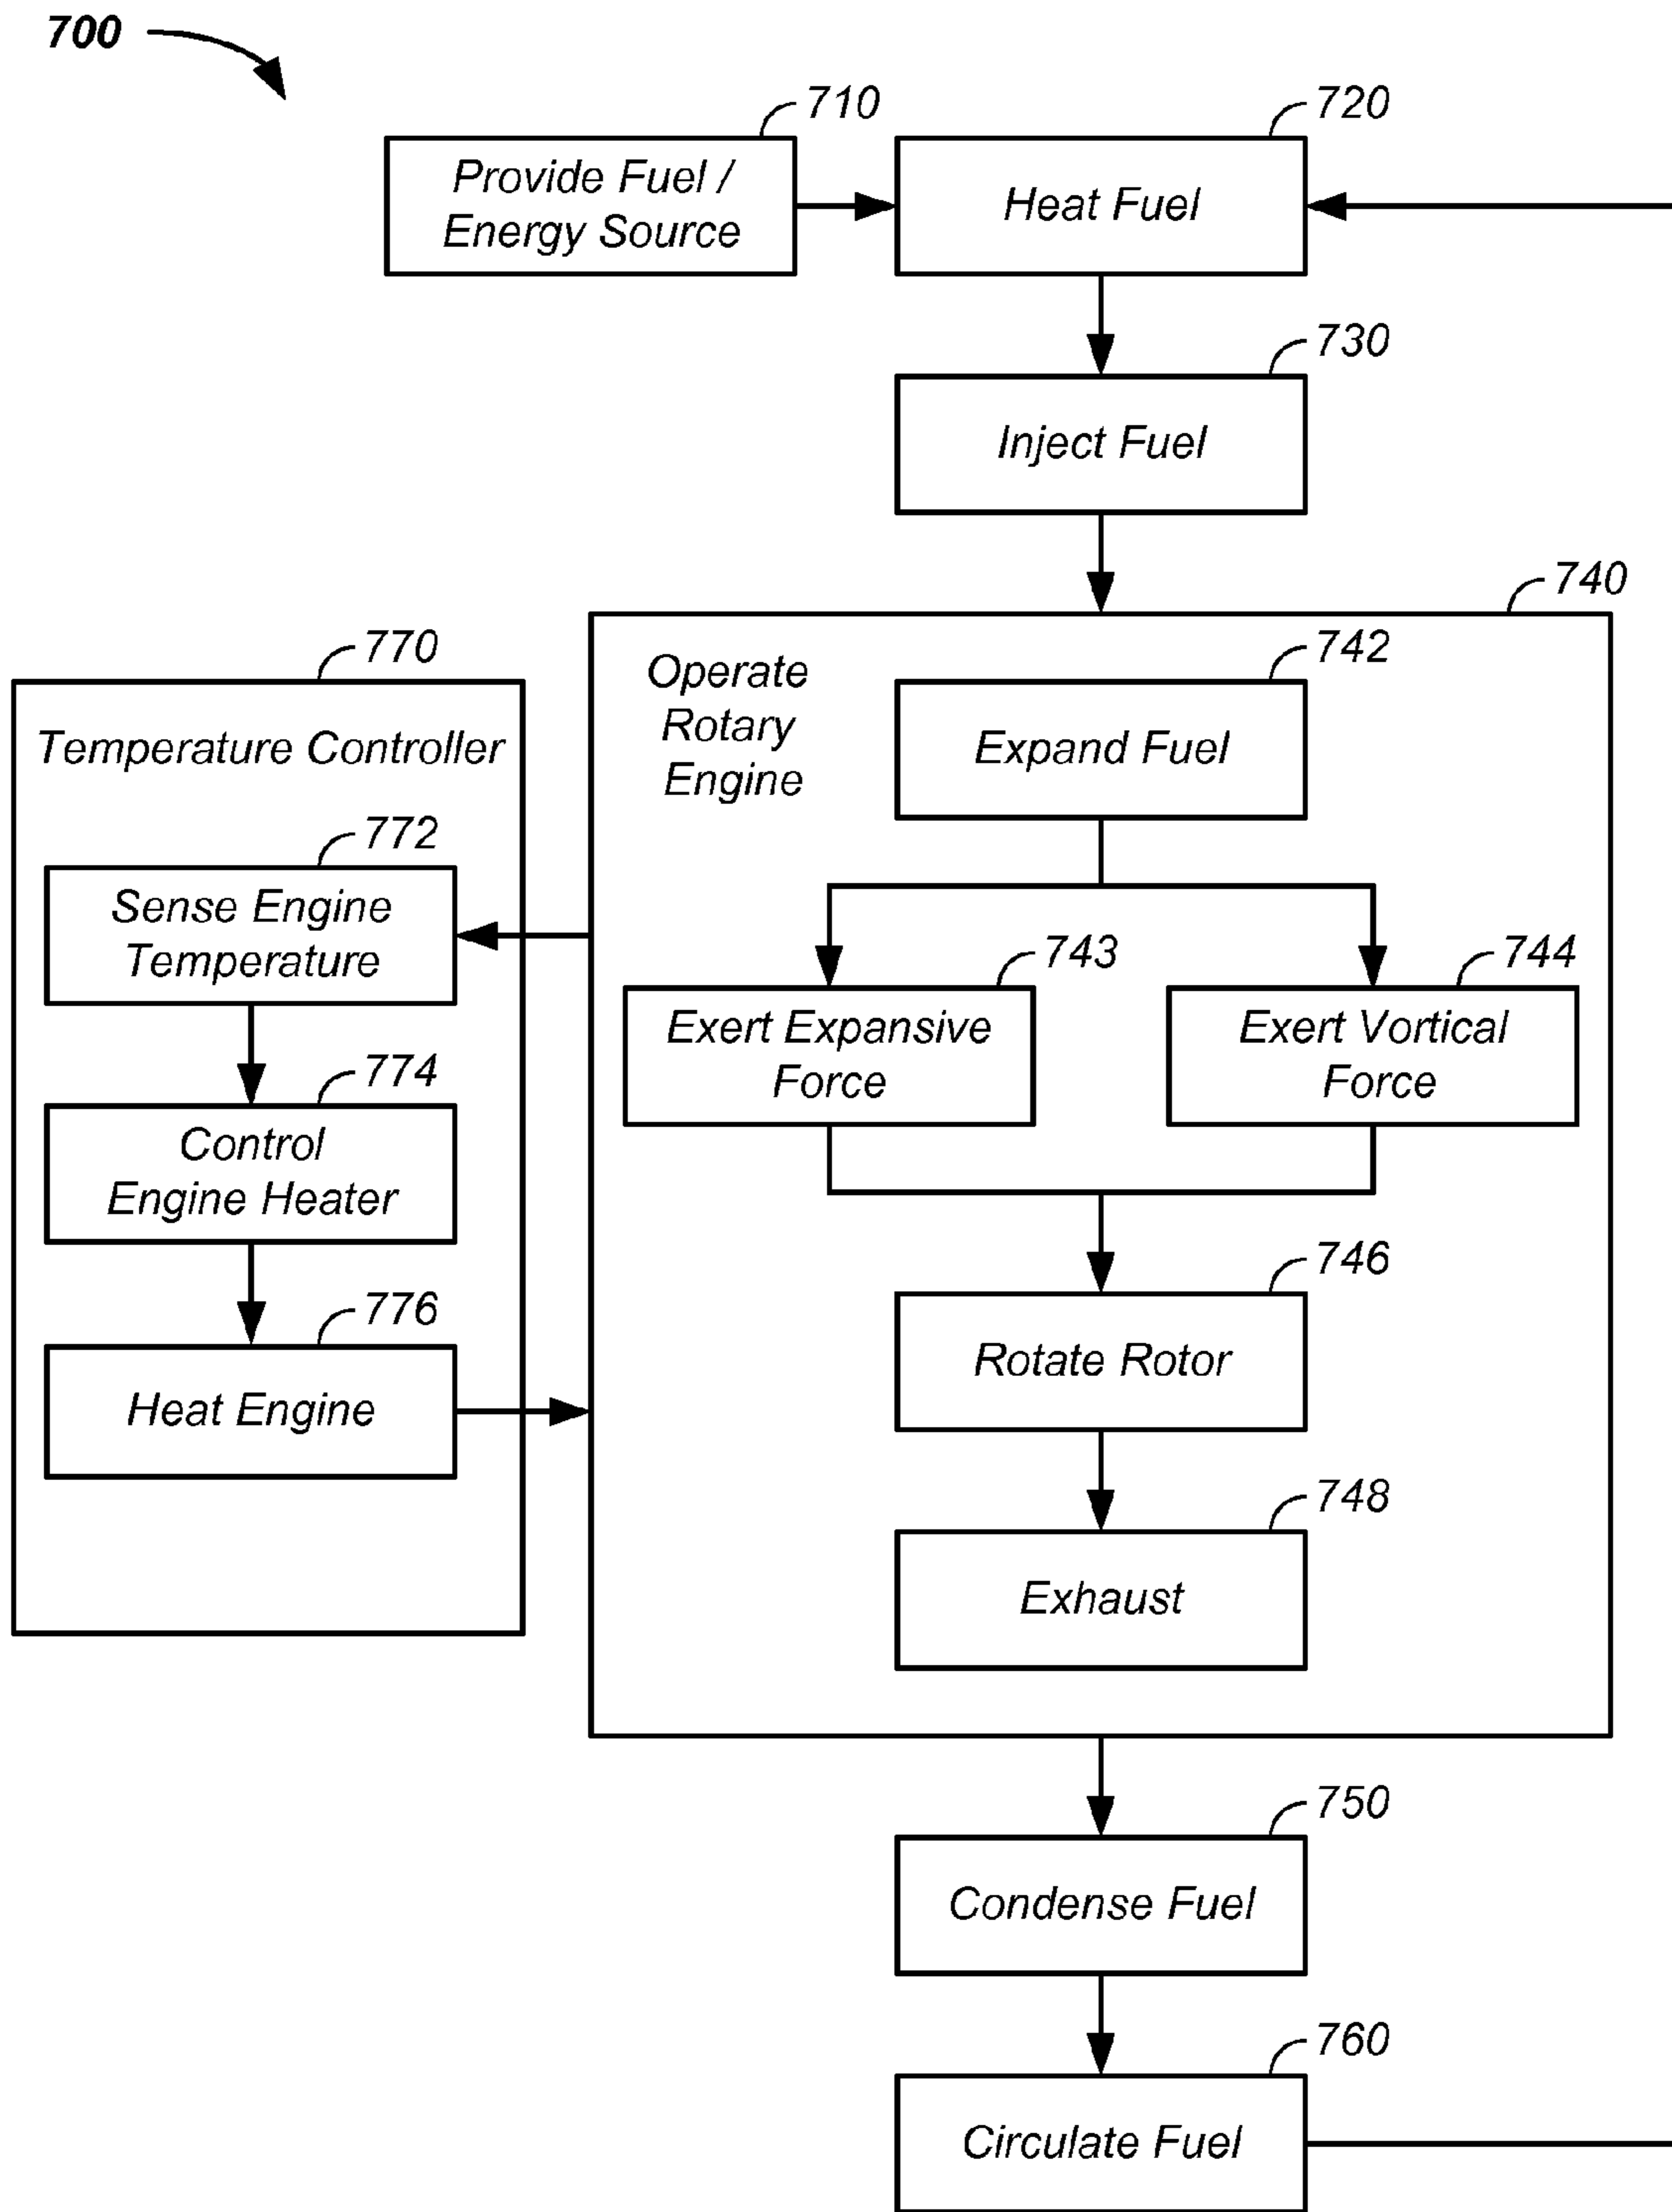 700
710
Provide Fuel /
Energy Source
720
Heat Fuel
730
Inject Fuel
740
Operate
Rotary
Engine
742
Expand Fuel
743
Exert Expansive
Force
744
Exert Vortical
Force
746
Rotate Rotor
748
Exhaust
770
Temperature Controller
772
Sense Engine
Temperature
774
Control
Engine Heater
776
Heat Engine
750
Condense Fuel
760
Circulate Fuel